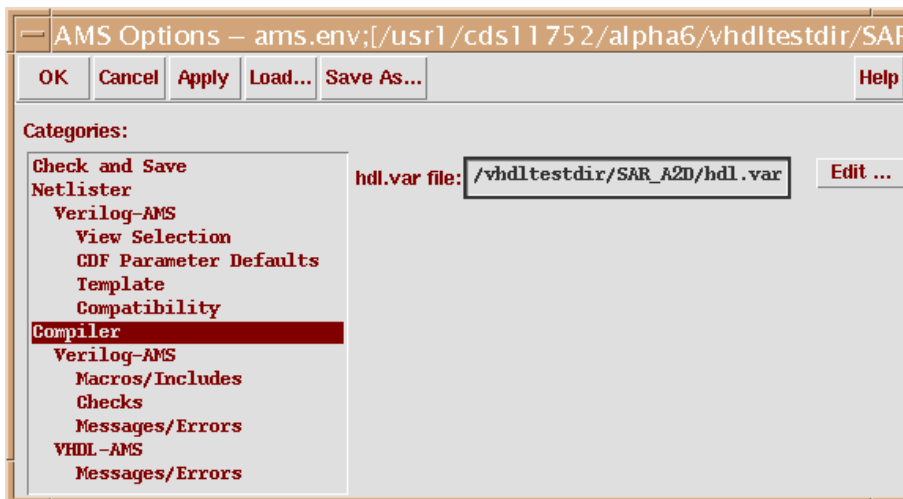 AMS Options – ams.env;[/usr1/cds11752/alpha6/vhdltestdir/SAR
OK Cancel Apply Load... Save As... Help
Categories:
Check and Save
Netlister
Verilog-AMS
View Selection
CDF Parameter Defaults
Template
Compatibility
Compiler
Verilog-AMS
Macros/Includes
Checks
Messages/Errors
VHDL-AMS
Messages/Errors
hdl.var file: /vhdltestdir/SAR_A2D/hdl.var Edit ...